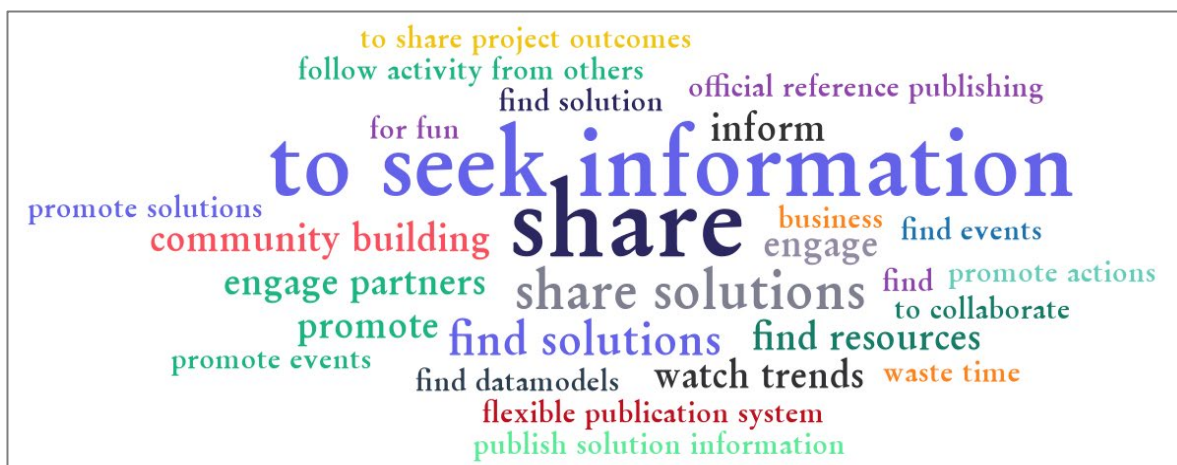 to share project outcomes
follow activity from others
find solution
official reference publishing
for fun
inform
to seek information
promote solutions
share
business
find events
community building
engage
engage partners
share solutions
find
promote actions
to collaborate
promote
find solutions
find resources
promote events
find datamodels
watch trends
waste time
flexible publication system
publish solution information